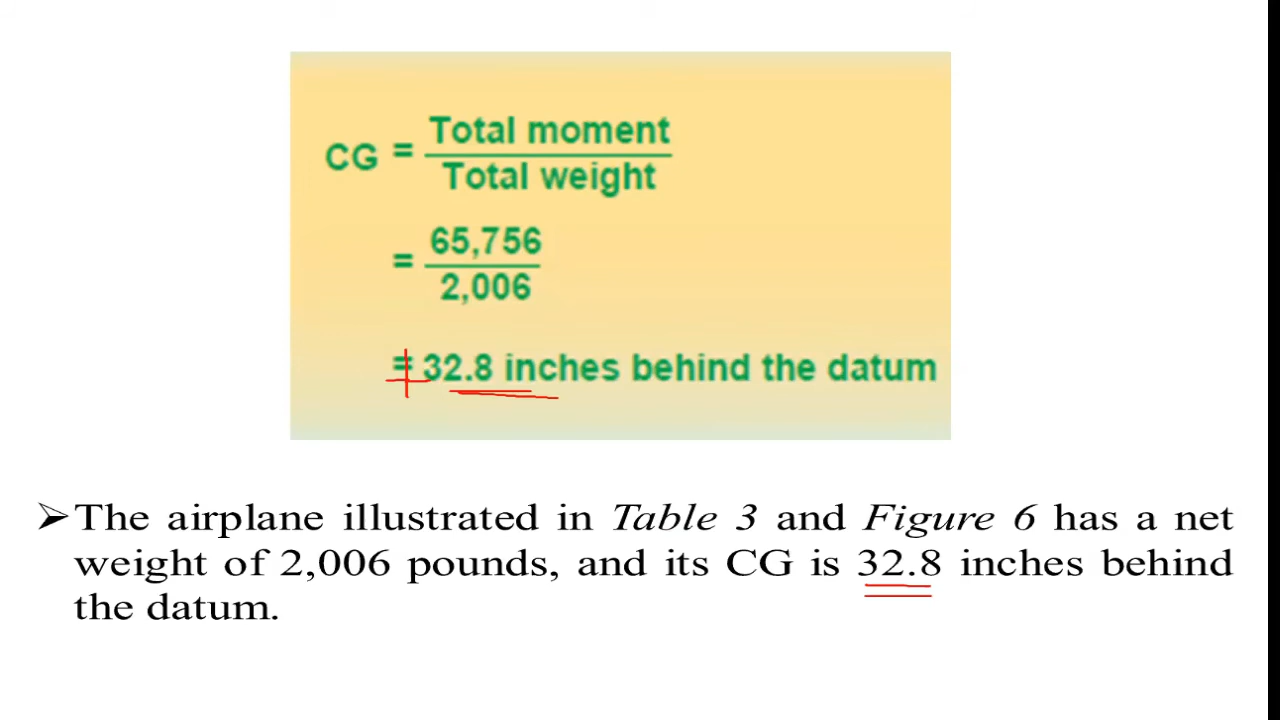 CG = Total moment
Total weight
= 65,756
2,006
= 32.8 inches behind the datum
➢The airplane illustrated in Table 3 and Figure 6 has a net
weight of 2,006 pounds, and its CG is 32.8 inches behind
the datum.